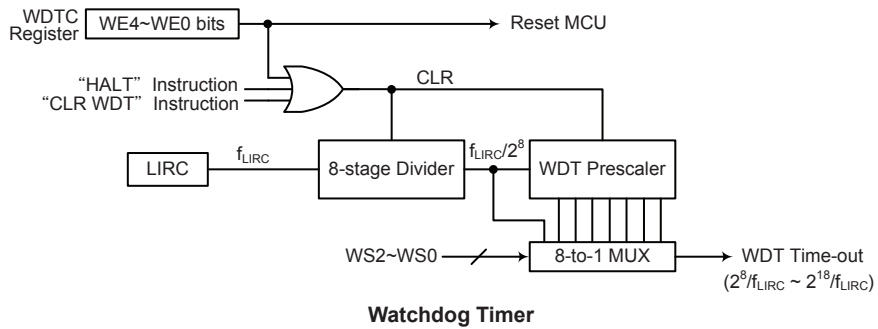 WDTC
Register
WE4~WE0 bits
Reset MCU
“HALT” Instruction
“CLR WDT” Instruction
CLR
LIRC
fLIRC
8-stage Divider
fLIRC/2⁸
WDT Prescaler
WS2~WS0
8-to-1 MUX
WDT Time-out
(2⁸/fLIRC ~ 2¹⁸/fLIRC)
Watchdog Timer